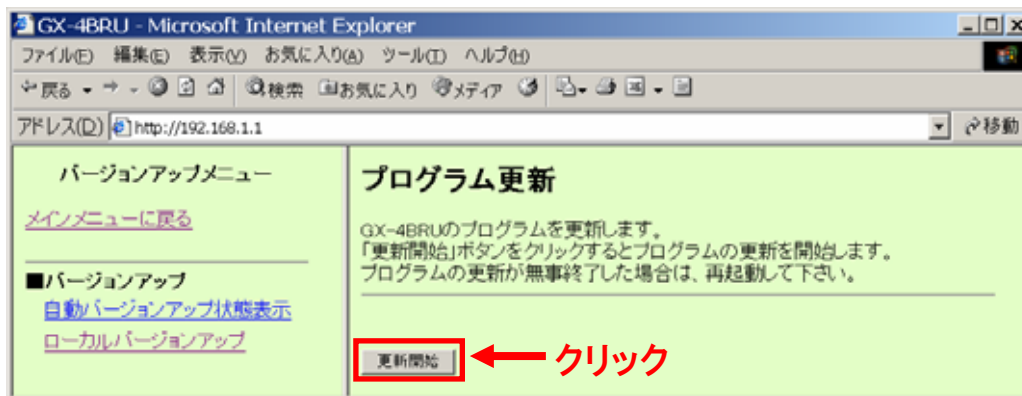 GX-4BRU - Microsoft Internet Explorer
ファイル(E) 編集(E) 表示(V) お気に入り(A) ツール(T) ヘルプ(H)
戻る 検索 お気に入り メディア
アドレス(D) http://192.168.1.1 移動
バージョンアップメニュー
メインメニューに戻る
■バージョンアップ
自動バージョンアップ状態表示
ローカルバージョンアップ
プログラム更新
GX-4BRUのプログラムを更新します。
「更新開始」ボタンをクリックするとプログラムの更新を開始します。
プログラムの更新が無事終了した場合は、再起動して下さい。
更新開始 クリック